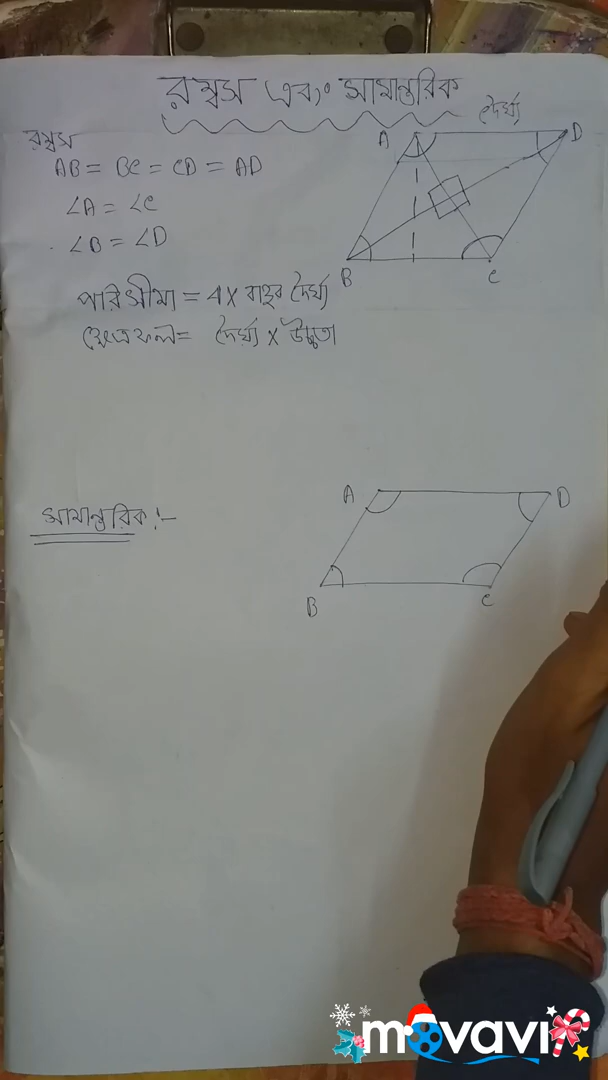 রম্বস এবং সামান্তরিক
রম্বস
AB = BC = CD = AD
∠A = ∠C
∠B = ∠D
পরিসীমা = 4 X বাহুর দৈর্ঘ্য
ক্ষেত্রফল = দৈর্ঘ্য X উচ্চতা
দৈর্ঘ্য
A D
B C
সামান্তরিক :-
A D
B C
movavi